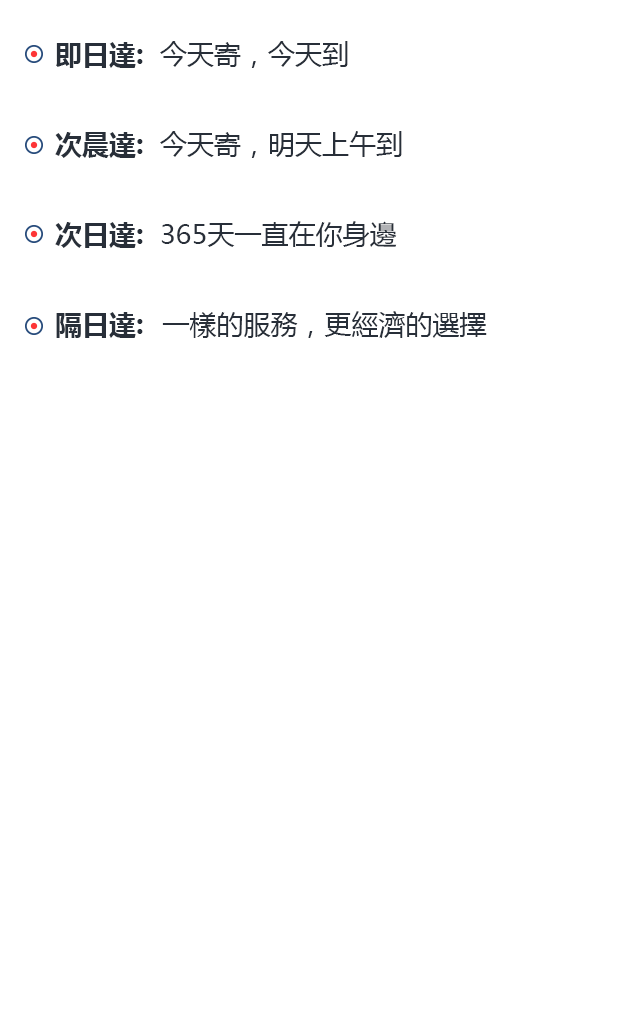 即日達: 今天寄，今天到
次晨達: 今天寄，明天上午到
次日達: 365天一直在你身邊
隔日達: 一樣的服務，更經濟的選擇